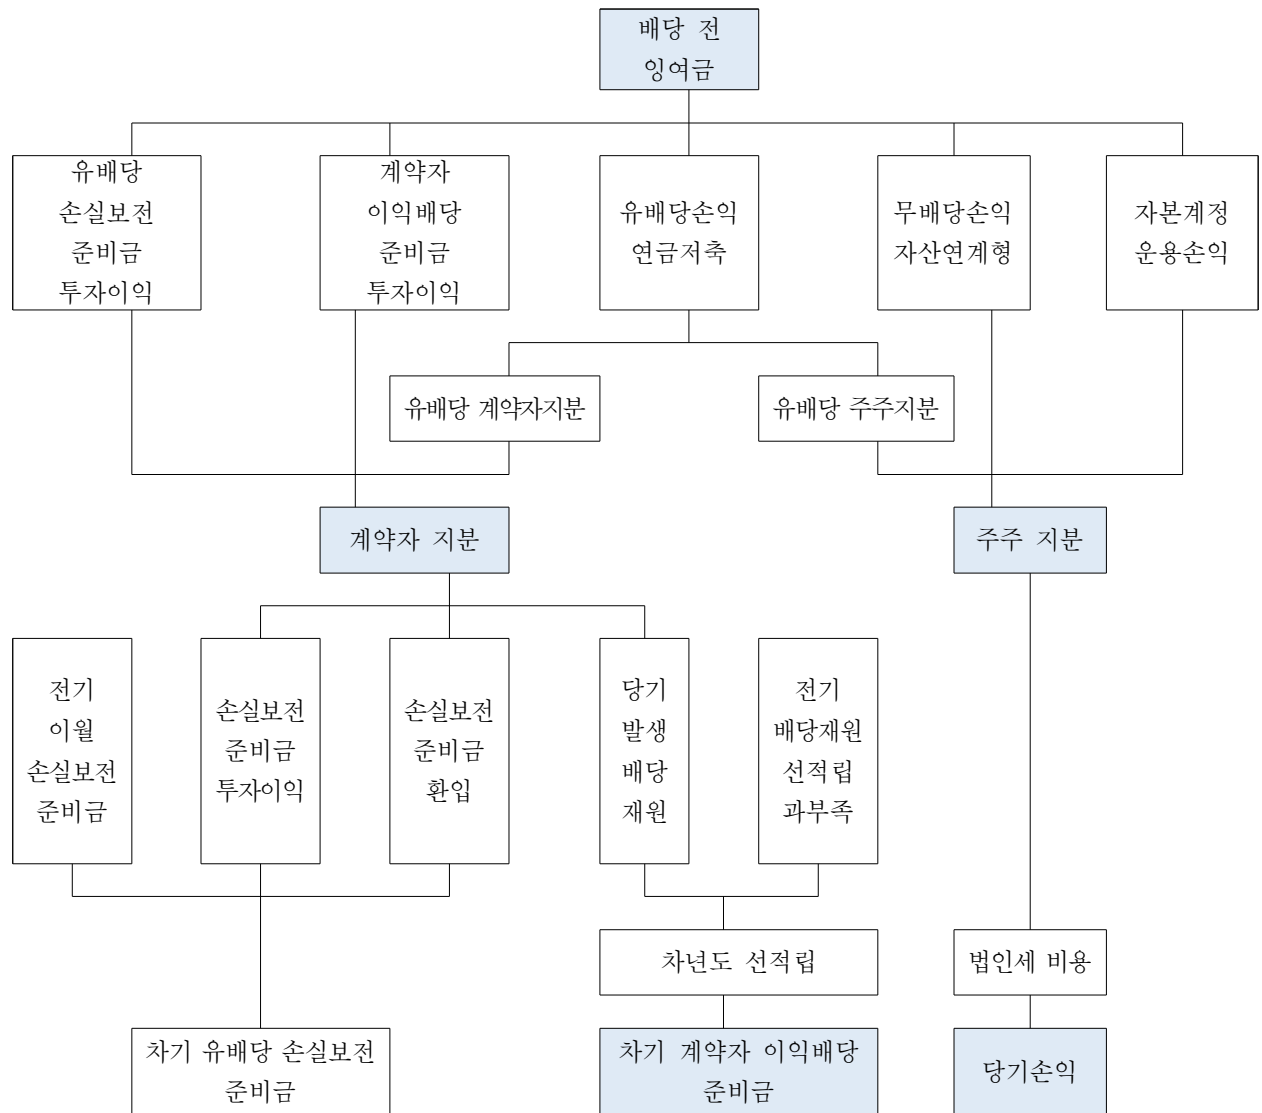 배당 전
잉여금
유배당
손실보전
준비금
투자이익
계약자
이익배당
준비금
투자이익
유배당손익
연금저축
무배당손익
자산연계형
자본계정
운용손익
유배당 계약자지분
유배당 주주지분
계약자 지분
주주 지분
전기
이월
손실보전
준비금
손실보전
준비금
투자이익
손실보전
준비금
환입
당기
발생
배당
재원
전기
배당재원
선적립
과부족
차년도 선적립
법인세 비용
차기 유배당 손실보전
준비금
차기 계약자 이익배당
준비금
당기손익